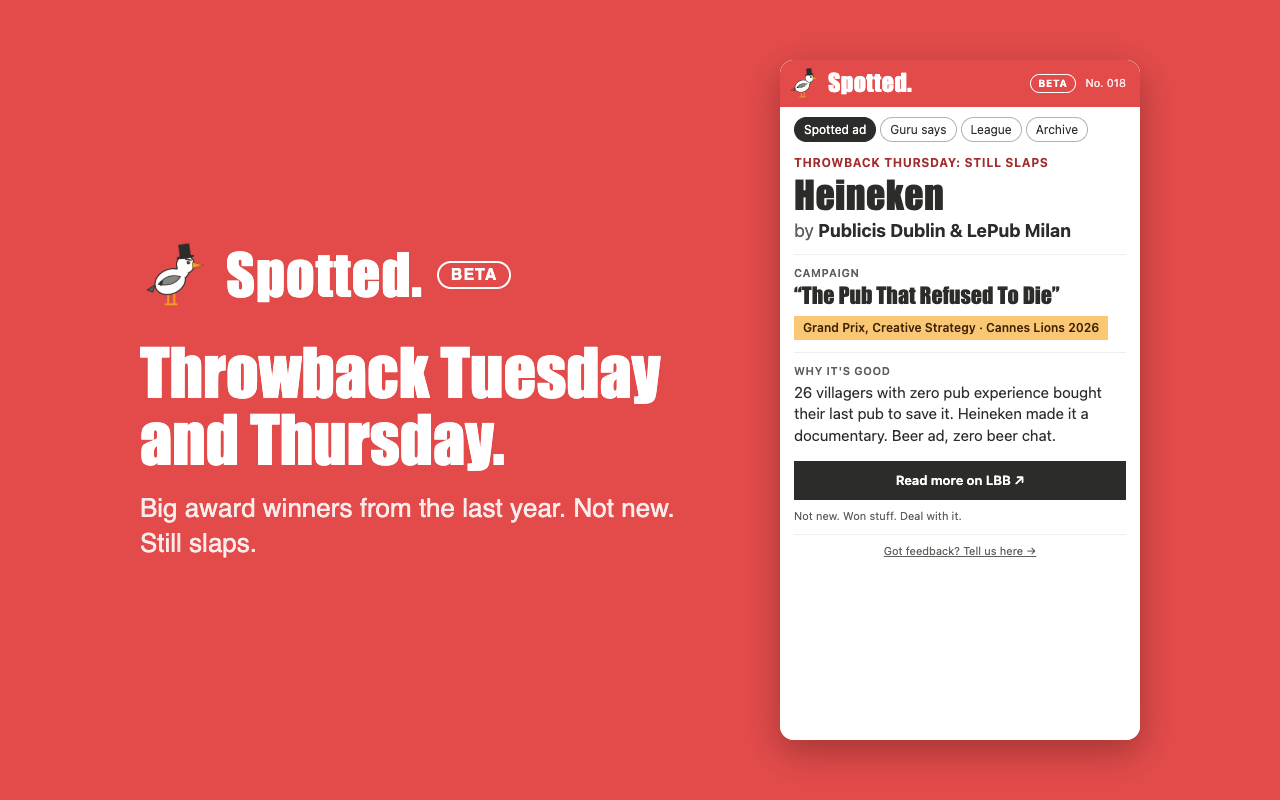 Spotted.
BETA
Throwback Tuesday
and Thursday.
Big award winners from the last year. Not new.
Still slaps.
Spotted.
BETA
No. 018
Spotted ad
Guru says
League
Archive
THROWBACK THURSDAY: STILL SLAPS
Heineken
by Publicis Dublin & LePub Milan
CAMPAIGN
“The Pub That Refused To Die”
Grand Prix, Creative Strategy · Cannes Lions 2026
WHY IT'S GOOD
26 villagers with zero pub experience bought
their last pub to save it. Heineken made it a
documentary. Beer ad, zero beer chat.
Read more on LBB ↗
Not new. Won stuff. Deal with it.
Got feedback? Tell us here →